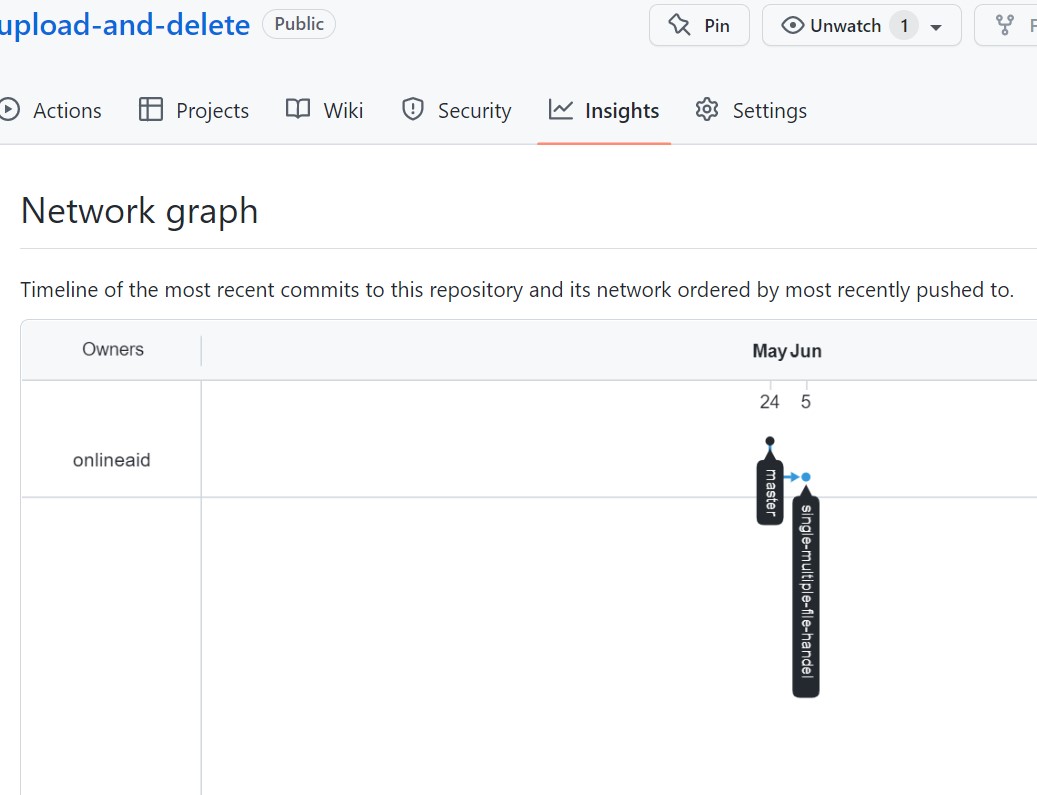 upload-and-delete Public Pin Unwatch 1
Actions Projects Wiki Security Insights Settings
Network graph
Timeline of the most recent commits to this repository and its network ordered by most recently pushed to.
Owners May Jun
24 5
onlineaid
master
single-multiple-file-handel